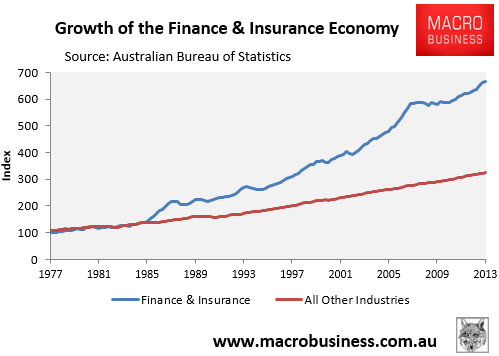 Growth of the Finance & Insurance Economy
MACRO
BUSINESS
Source: Australian Bureau of Statistics
700
600
500
400
300
200
100
0
Index
1977 1981 1985 1989 1993 1997 2001 2005 2009 2013
Finance & Insurance All Other Industries
www.macrobusiness.com.au